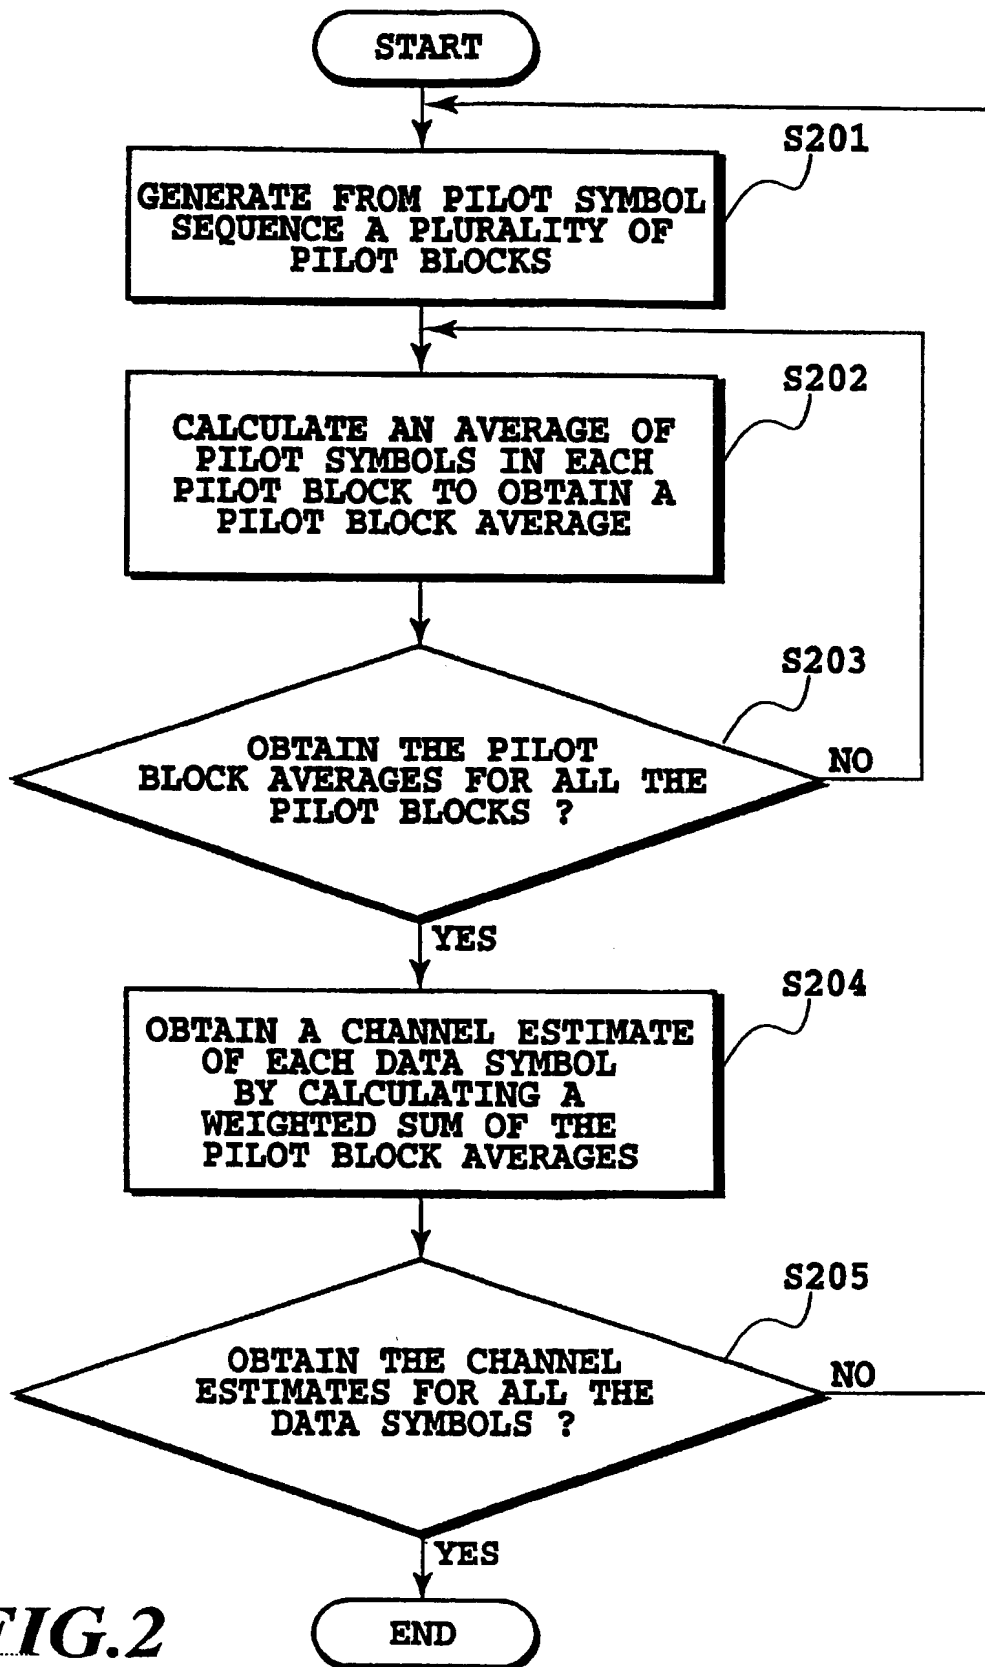 START
S201
GENERATE FROM PILOT SYMBOL
SEQUENCE A PLURALITY OF
PILOT BLOCKS
S202
CALCULATE AN AVERAGE OF
PILOT SYMBOLS IN EACH
PILOT BLOCK TO OBTAIN A
PILOT BLOCK AVERAGE
S203
OBTAIN THE PILOT
BLOCK AVERAGES FOR ALL THE
PILOT BLOCKS ?
NO
YES
S204
OBTAIN A CHANNEL ESTIMATE
OF EACH DATA SYMBOL
BY CALCULATING A
WEIGHTED SUM OF THE
PILOT BLOCK AVERAGES
S205
OBTAIN THE CHANNEL
ESTIMATES FOR ALL THE
DATA SYMBOLS ?
NO
YES
END
FIG.2